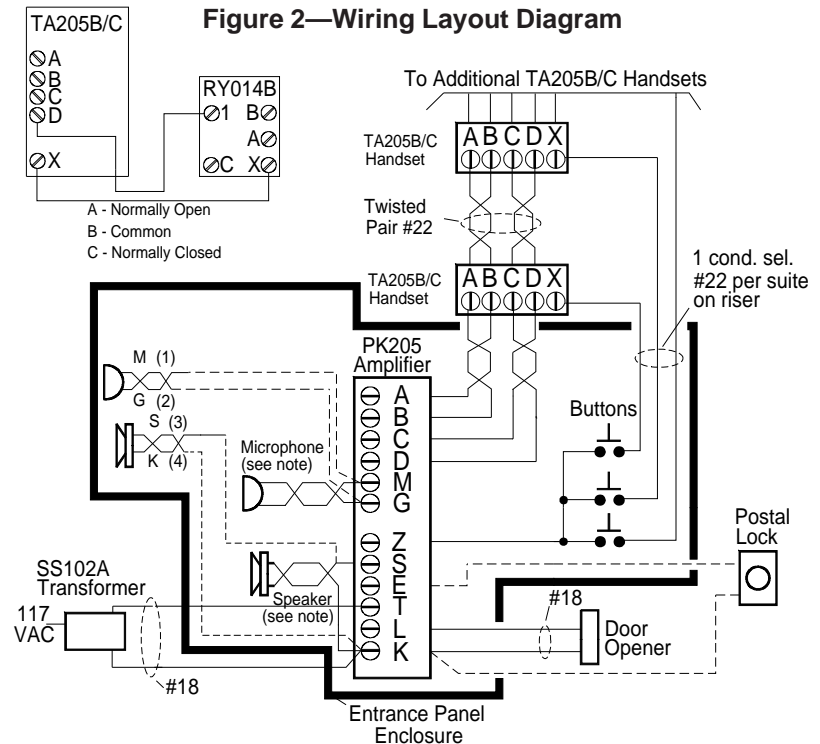 Figure 2—Wiring Layout Diagram
TA205B/C
A
B
C
D
X
RY014B
1 B
A
C X
A - Normally Open
B - Common
C - Normally Closed
To Additional TA205B/C Handsets
TA205B/C
Handset
A B C D X
Twisted
Pair #22
TA205B/C
Handset
A B C D X
1 cond. sel.
#22 per suite
on riser
PK205
Amplifier
A
B
C
D
M
G
Z
S
E
T
L
K
M (1)
G (2)
S (3)
K (4)
Microphone
(see note)
Speaker
(see note)
Buttons
Postal
Lock
SS102A
Transformer
117
VAC
#18
#18
Door
Opener
Entrance Panel
Enclosure